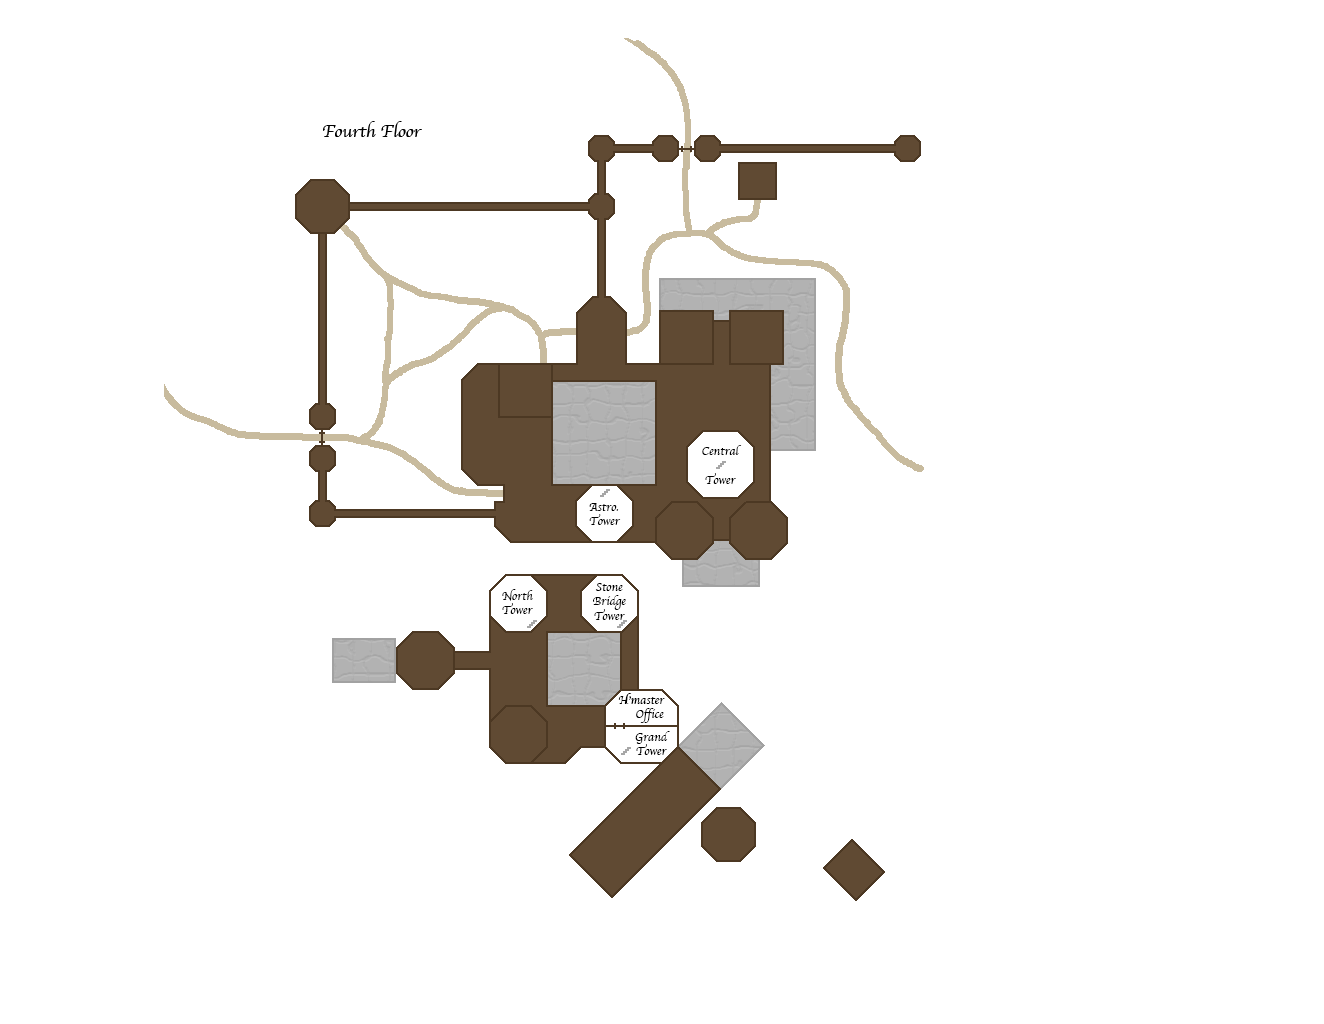 Fourth Floor
Central
Tower
Astro.
Tower
North
Tower
Stone
Bridge
Tower
H'master
Office
Grand
Tower